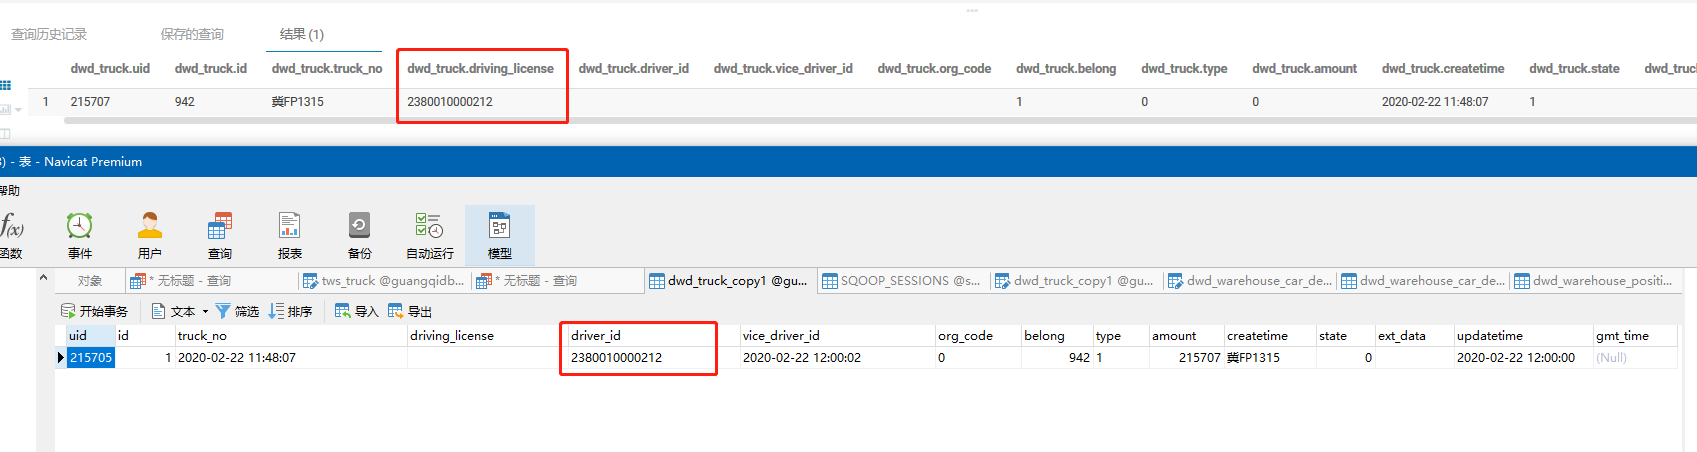 查询历史记录 保存的查询 结果 (1)
dwd_truck.uid dwd_truck.id dwd_truck.truck_no dwd_truck.driving_license dwd_truck.driver_id dwd_truck.vice_driver_id dwd_truck.org_code dwd_truck.belong dwd_truck.type dwd_truck.amount dwd_truck.createtime dwd_truck.state dwd_truck.
1 215707 942 冀FP1315 2380010000212 1 0 0 2020-02-22 11:48:07 1
) - 表 - Navicat Premium
帮助
f(x)
函数 事件 用户 查询 报表 备份 自动运行 模型
对象 * 无标题 - 查询 tws_truck @guangqidb... * 无标题 - 查询 dwd_truck_copy1 @gu... SQOOP_SESSIONS @s... dwd_truck_copy1 @gu... dwd_warehouse_car_de... dwd_warehouse_car_de... dwd_warehouse_positi...
开始事务 文本 筛选 排序 导入 导出
uid id truck_no driving_license driver_id vice_driver_id org_code belong type amount createtime state ext_data updatetime gmt_time
215705 1 2020-02-22 11:48:07 2380010000212 2020-02-22 12:00:02 0 942 1 215707 冀FP1315 0 2020-02-22 12:00:00 (Null)